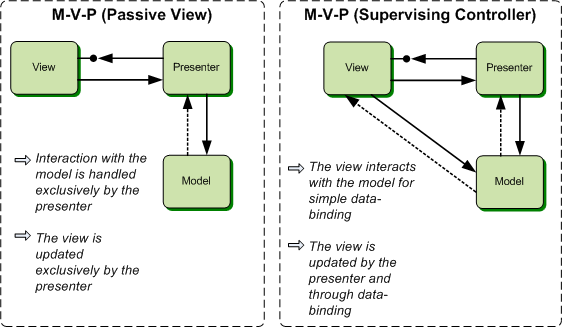 M-V-P (Passive View)
View
Presenter
Model
Interaction with the
model is handled
exclusively by the
presenter
The view is
updated
exclusively by the
presenter
M-V-P (Supervising Controller)
View
Presenter
Model
The view interacts
with the model for
simple data-
binding
The view is
updated by the
presenter and
through data-
binding